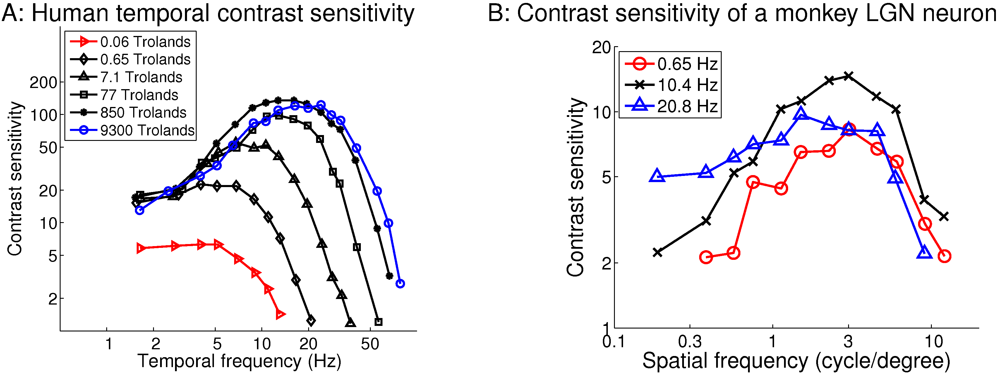 A: Human temporal contrast sensitivity
0.06 Trolands
0.65 Trolands
7.1 Trolands
77 Trolands
850 Trolands
9300 Trolands
200
100
50
20
10
5
2
Contrast sensitivity
1 2 5 10 20 50
Temporal frequency (Hz)
B: Contrast sensitivity of a monkey LGN neuron
0.65 Hz
10.4 Hz
20.8 Hz
20
10
5
2
1
Contrast sensitivity
0.1 0.3 1 3 10
Spatial frequency (cycle/degree)